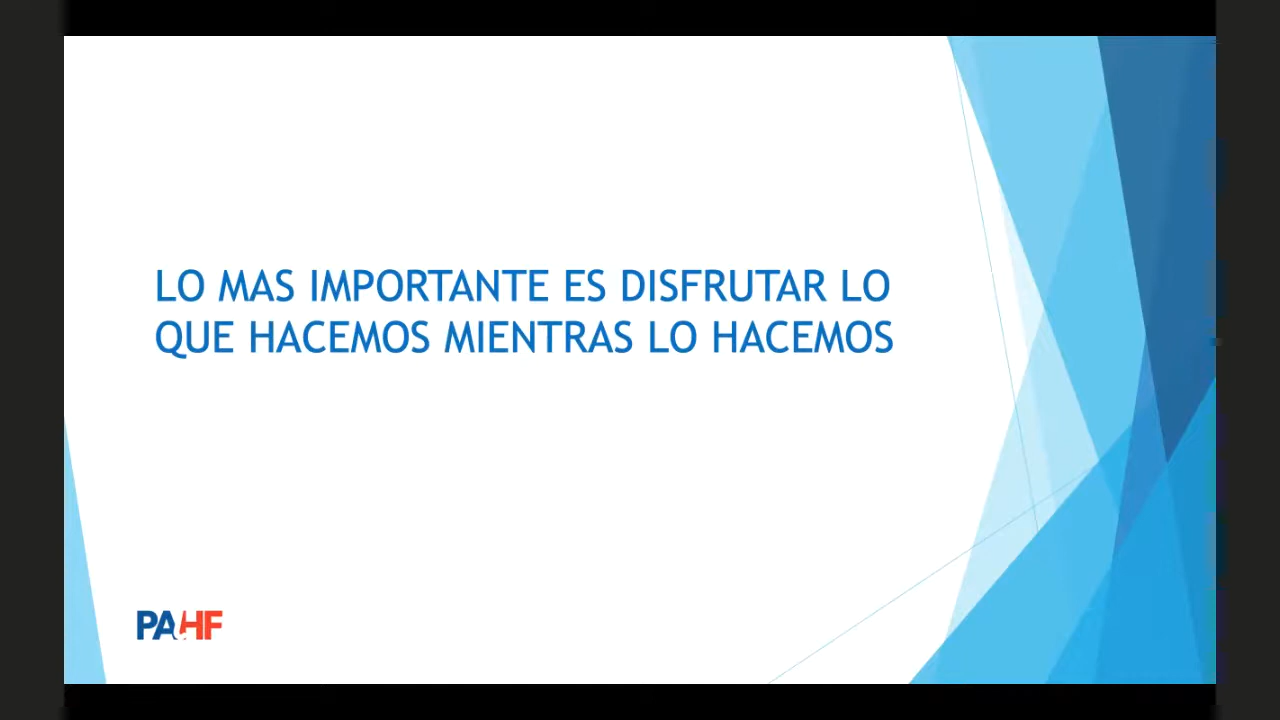 LO MAS IMPORTANTE ES DISFRUTAR LO
QUE HACEMOS MIENTRAS LO HACEMOS
PAHF